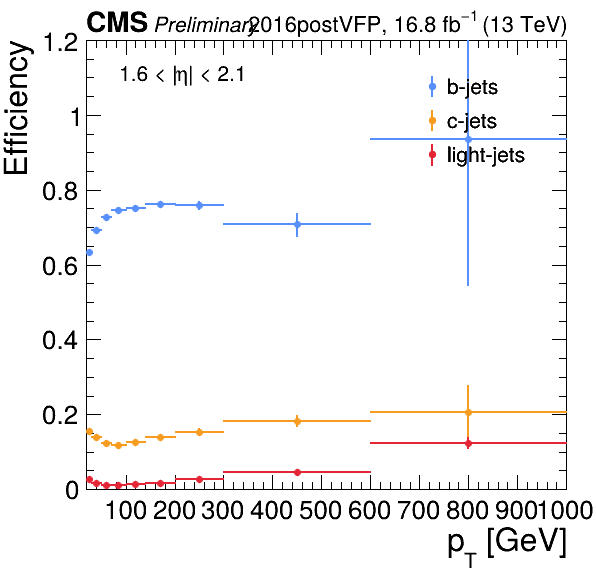 CMS Preliminary 2016postVFP, 16.8 fb⁻¹ (13 TeV)
1.6 < |η| < 2.1
b-jets
c-jets
light-jets
Efficiency
1.2
1
0.8
0.6
0.4
0.2
0
100 200 300 400 500 600 700 800 900 1000
p_T [GeV]